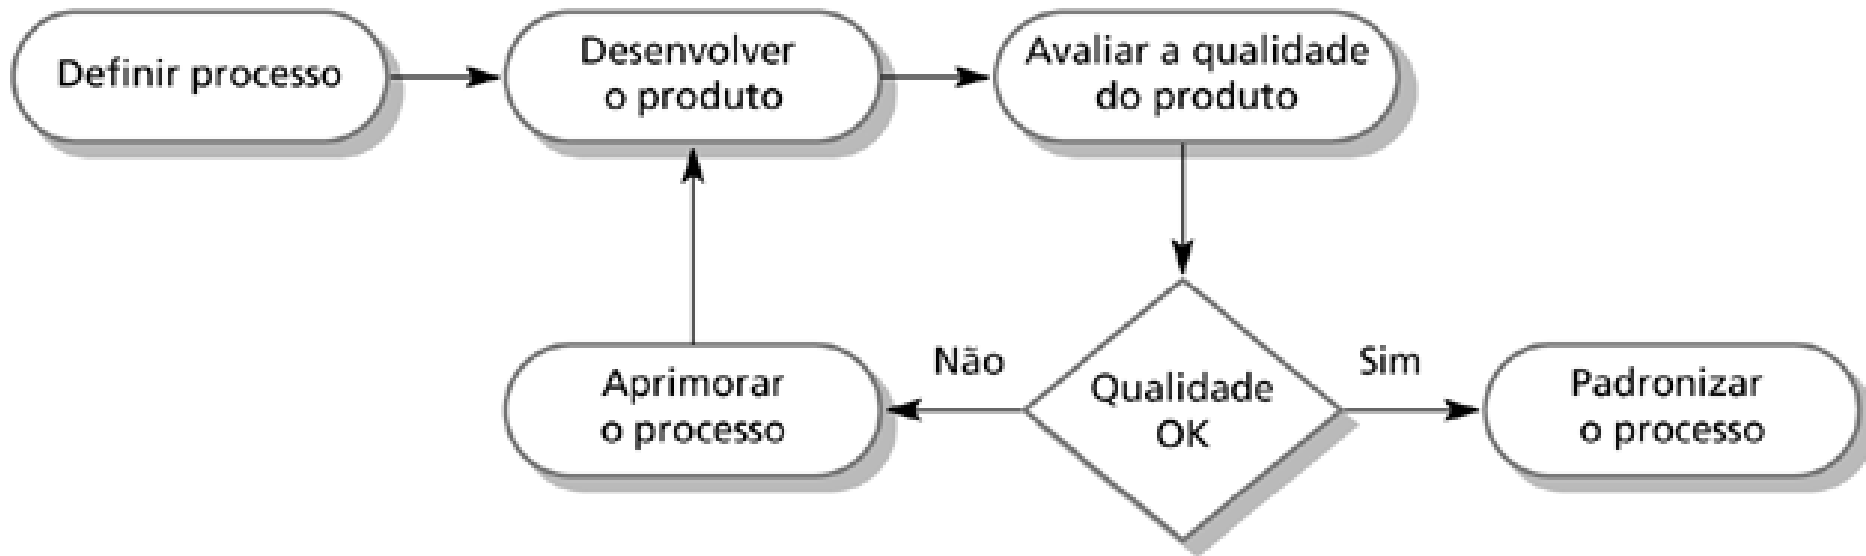 Definir processo
Desenvolver
o produto
Avaliar a qualidade
do produto
Aprimorar
o processo
Não
Qualidade
OK
Sim
Padronizar
o processo